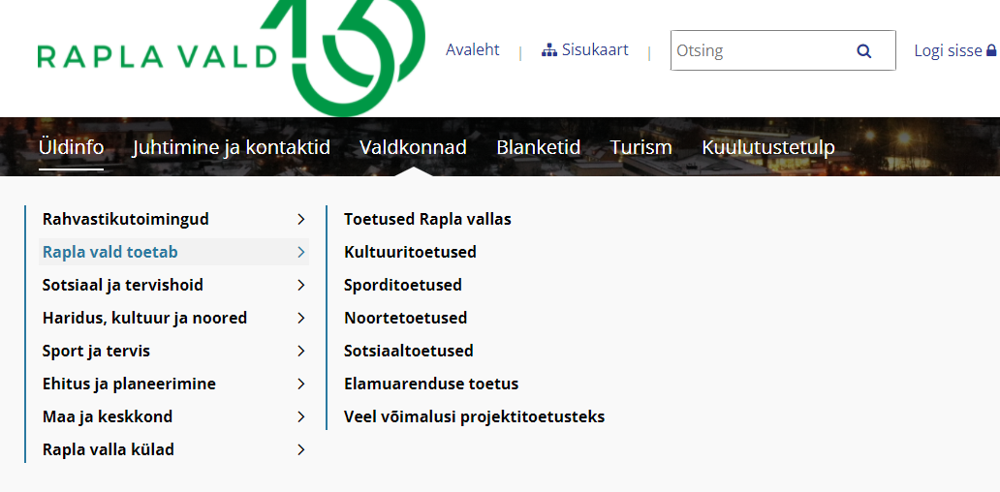 RAPLA VALD 130
Avaleht | Sisukaart | Otsing Logi sisse
Üldinfo Juhtimine ja kontaktid Valdkonnad Blanketid Turism Kuulutustetulp
Rahvastikutoimingud
Rapla vald toetab
Sotsiaal ja tervishoid
Haridus, kultuur ja noored
Sport ja tervis
Ehitus ja planeerimine
Maa ja keskkond
Rapla valla külad
Toetused Rapla vallas
Kultuuritoetused
Sporditoetused
Noortetoetused
Sotsiaaltoetused
Elamuarenduse toetus
Veel võimalusi projektitoetusteks